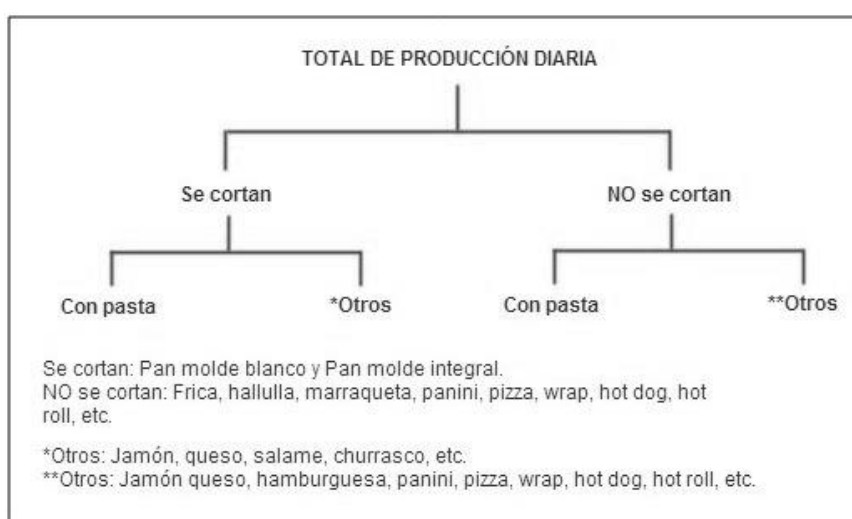 TOTAL DE PRODUCCIÓN DIARIA
Se cortan
NO se cortan
Con pasta
*Otros
Con pasta
**Otros
Se cortan: Pan molde blanco y Pan molde integral.
NO se cortan: Frica, hallulla, marraqueta, panini, pizza, wrap, hot dog, hot
roll, etc.
*Otros: Jamón, queso, salame, churrasco, etc.
**Otros: Jamón queso, hamburguesa, panini, pizza, wrap, hot dog, hot roll, etc.